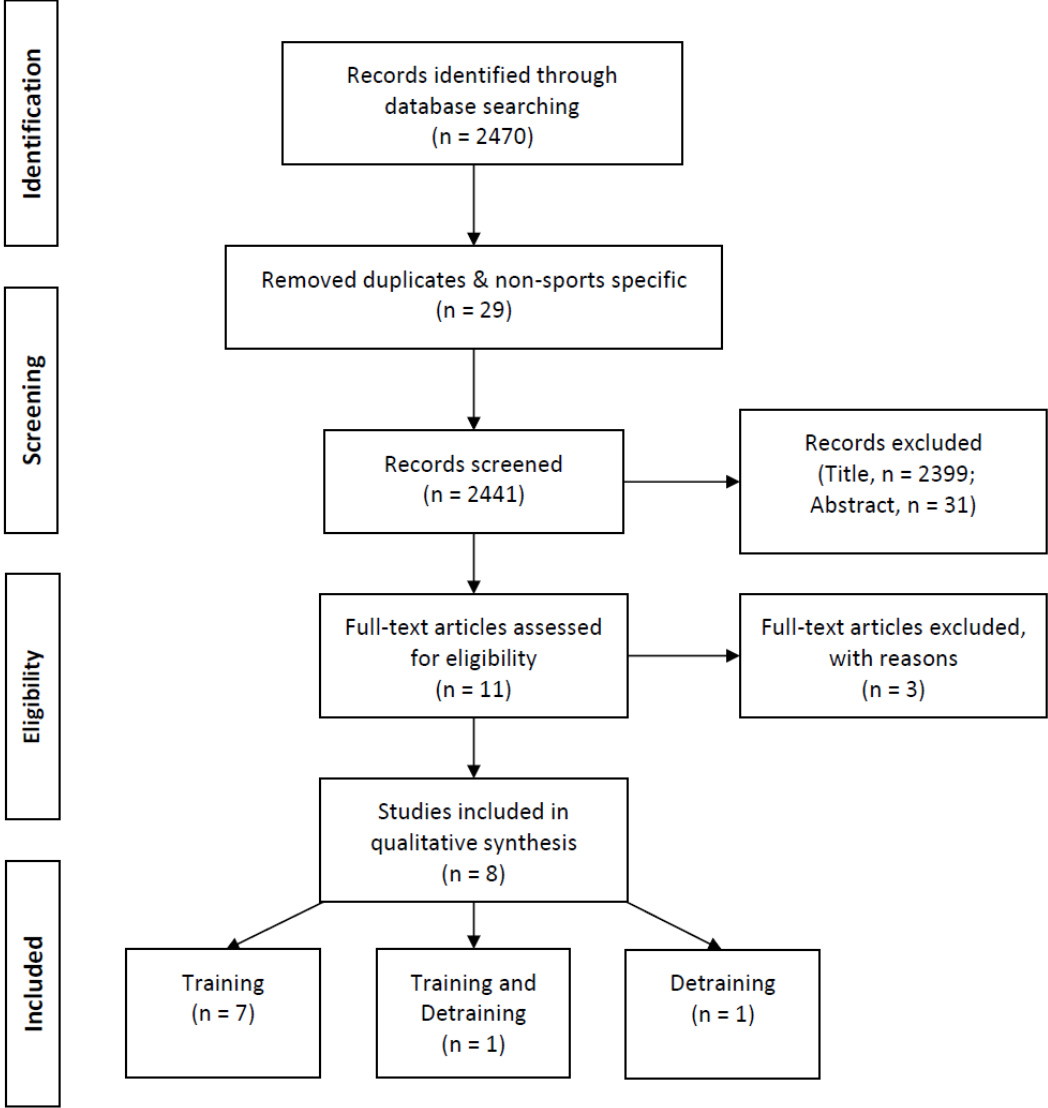 Identification
Records identified through
database searching
(n = 2470)
Removed duplicates & non-sports specific
(n = 29)
Screening
Records screened
(n = 2441)
Records excluded
(Title, n = 2399;
Abstract, n = 31)
Eligibility
Full-text articles assessed
for eligibility
(n = 11)
Full-text articles excluded,
with reasons
(n = 3)
Studies included in
qualitative synthesis
(n = 8)
Included
Training
(n = 7)
Training and
Detraining
(n = 1)
Detraining
(n = 1)